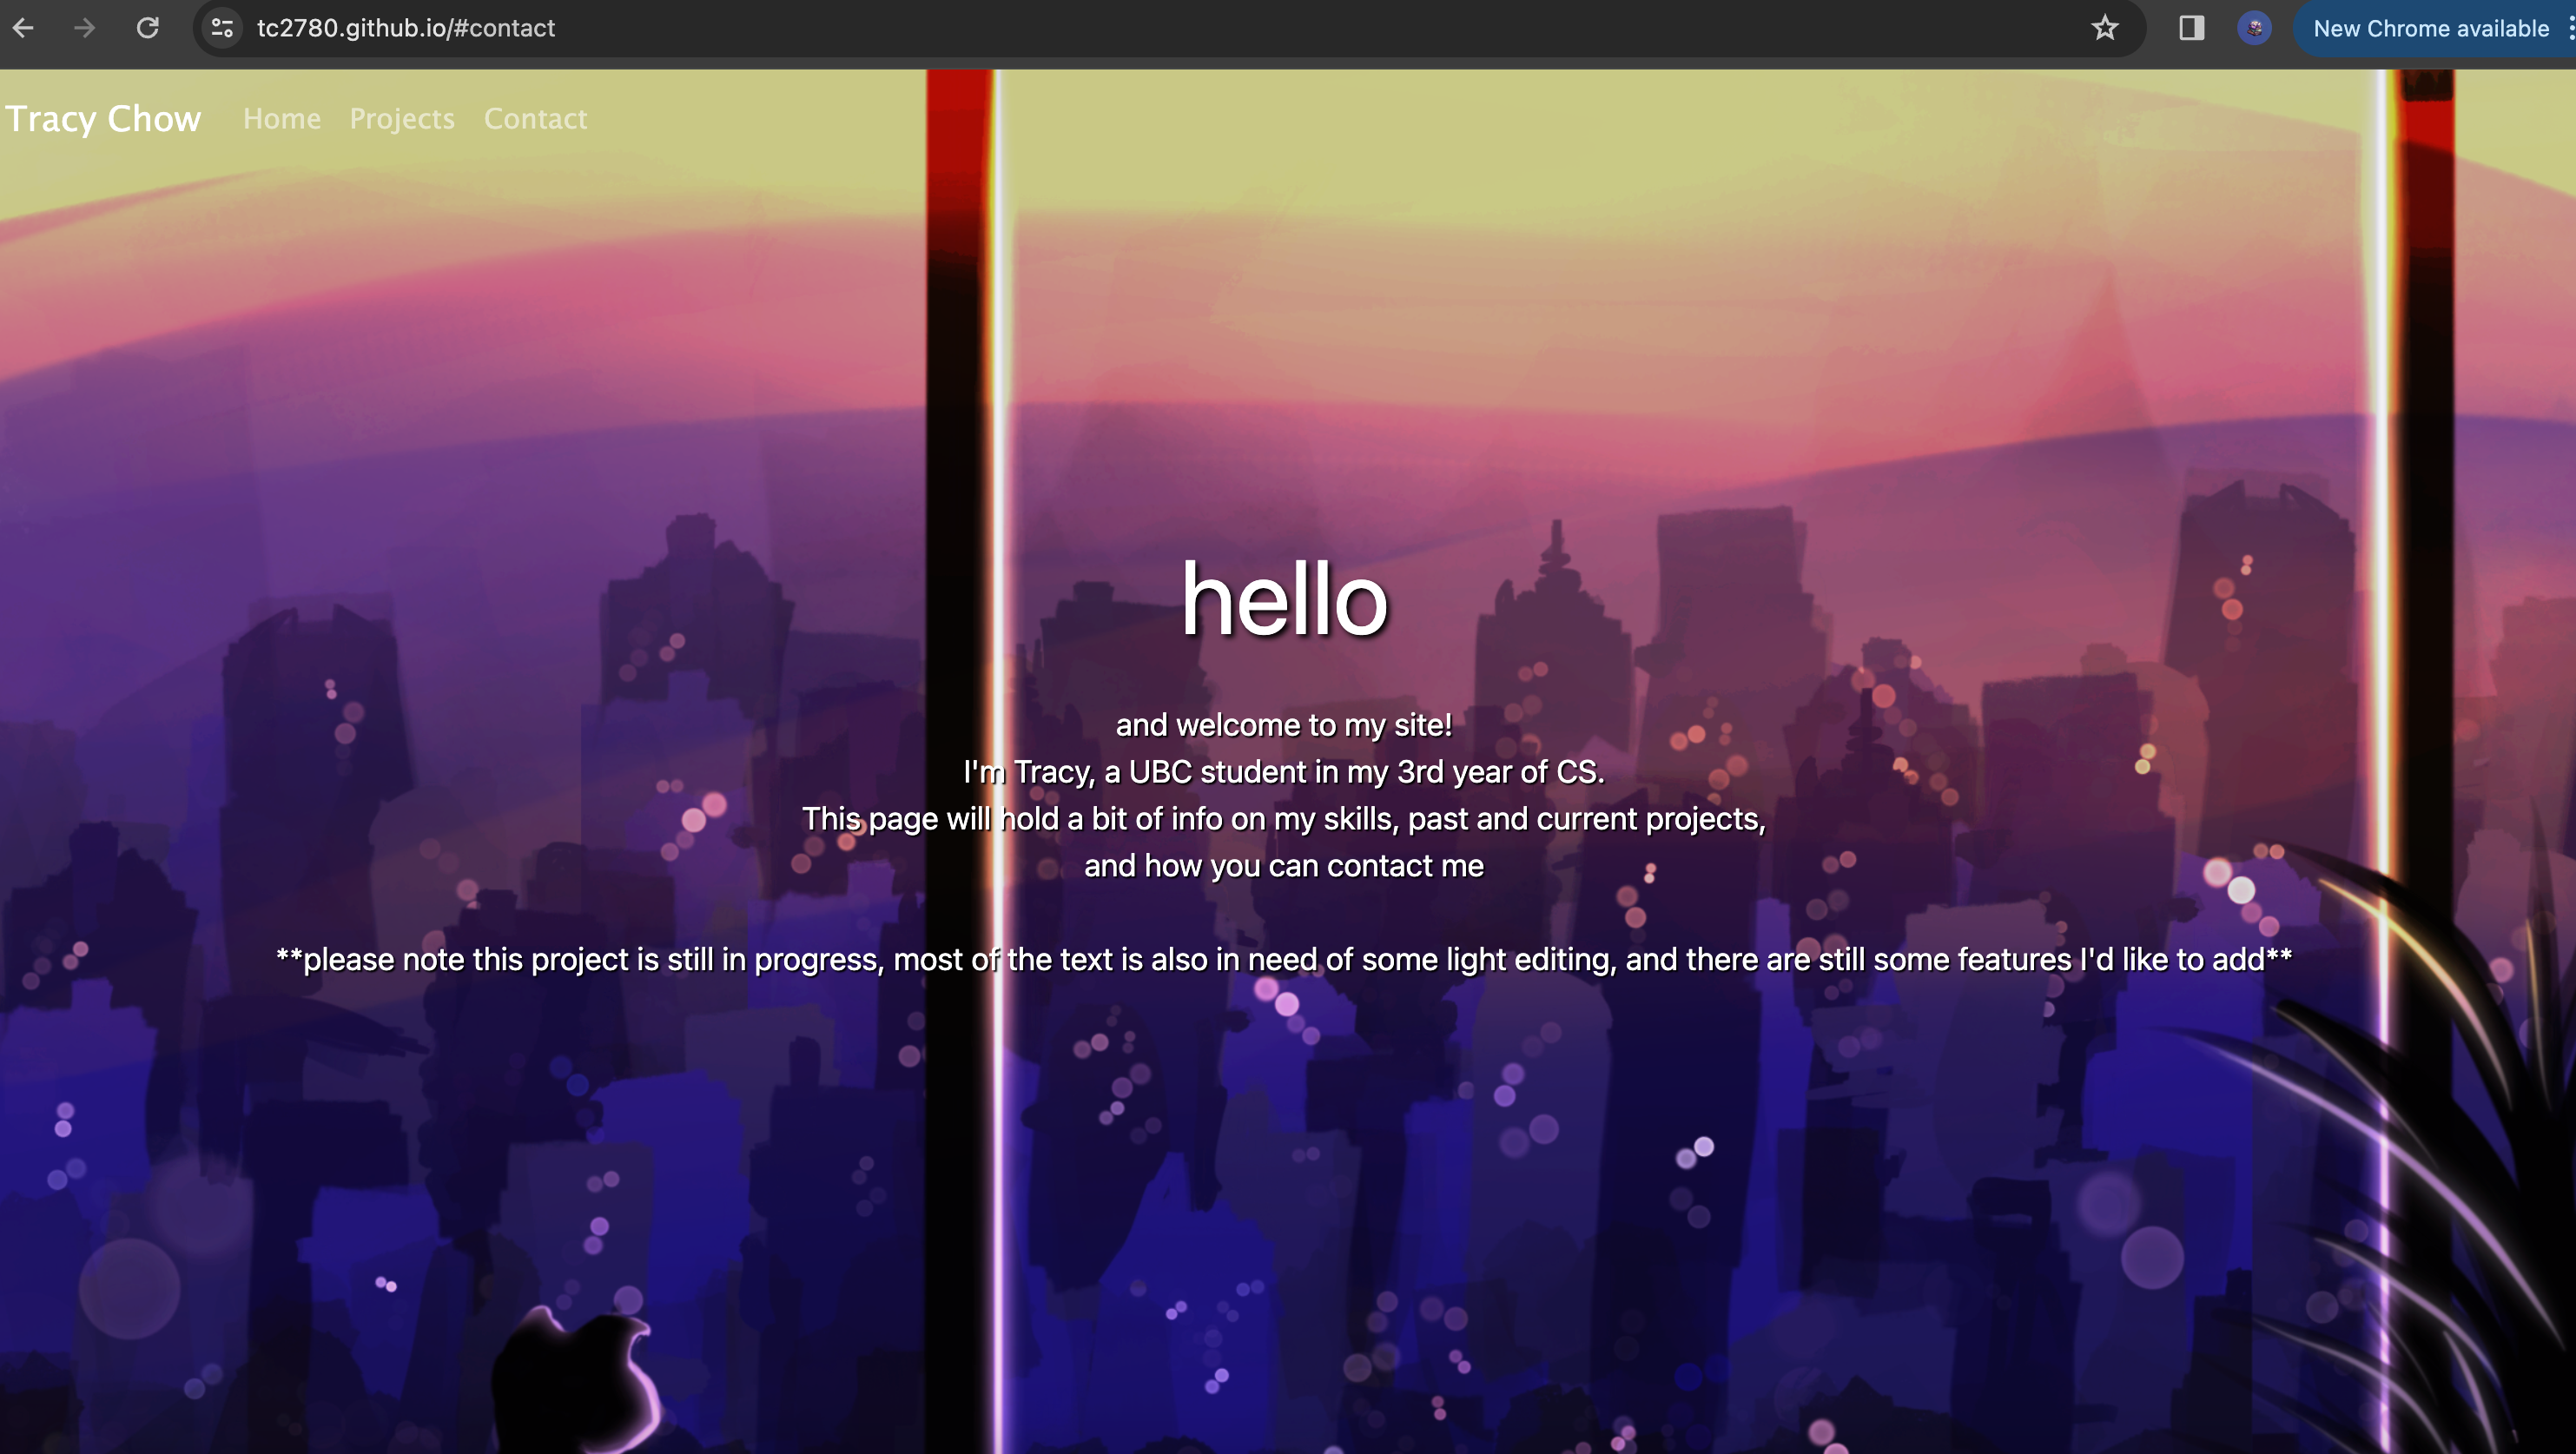 tc2780.github.io/#contact
New Chrome available
Tracy Chow Home Projects Contact
hello
and welcome to my site!
I'm Tracy, a UBC student in my 3rd year of CS.
This page will hold a bit of info on my skills, past and current projects,
and how you can contact me
**please note this project is still in progress, most of the text is also in need of some light editing, and there are still some features I'd like to add**